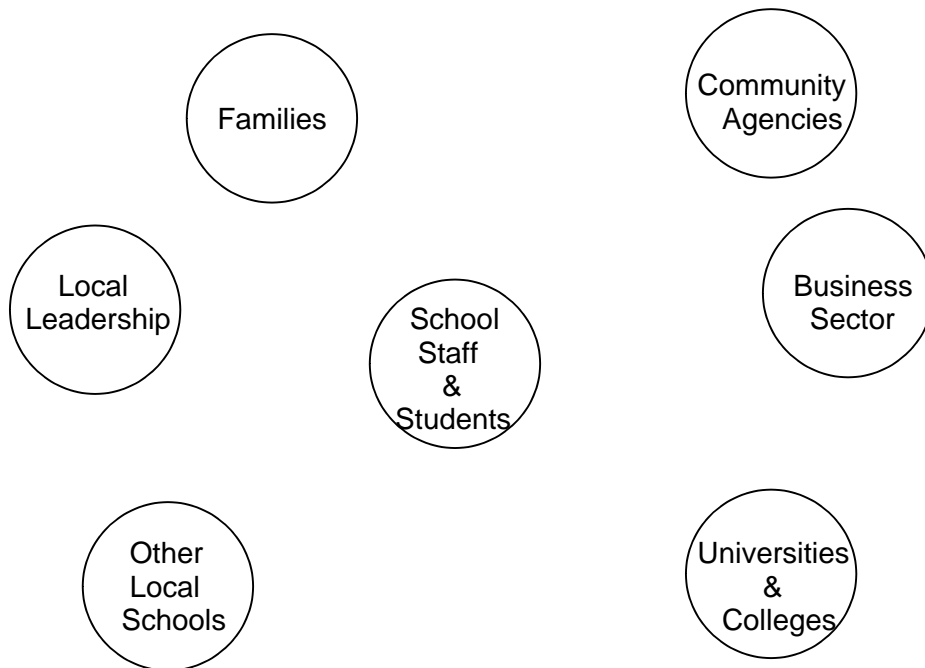 Families
Community
Agencies
Local
Leadership
School
Staff
&
Students
Business
Sector
Other
Local
Schools
Universities
&
Colleges